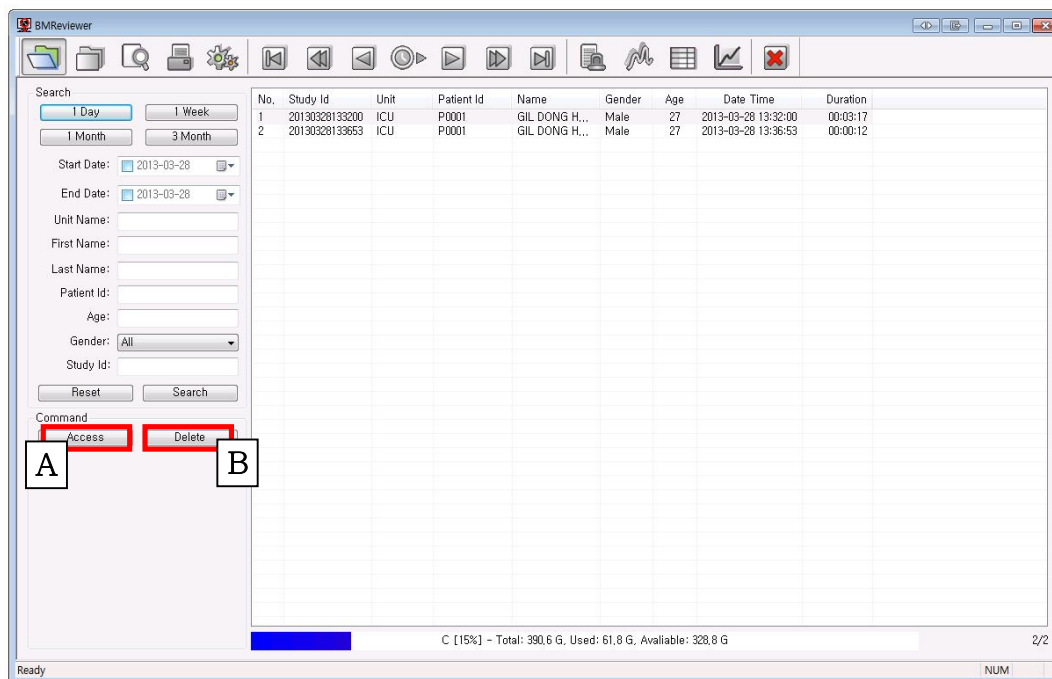 BMReviewer
Search
1 Day 1 Week
1 Month 3 Month
Start Date: 2013-03-28
End Date: 2013-03-28
Unit Name:
First Name:
Last Name:
Patient Id:
Age:
Gender: All
Study Id:
Reset Search
Command
Access Delete
A B
No. Study Id Unit Patient Id Name Gender Age Date Time Duration
1 20130328133200 ICU P0001 GIL DONG H... Male 27 2013-03-28 13:32:00 00:03:17
2 20130328133653 ICU P0001 GIL DONG H... Male 27 2013-03-28 13:36:53 00:00:12
C [15%] - Total: 390.6 G, Used: 61.8 G, Avaliable: 328.8 G 2/2
Ready NUM